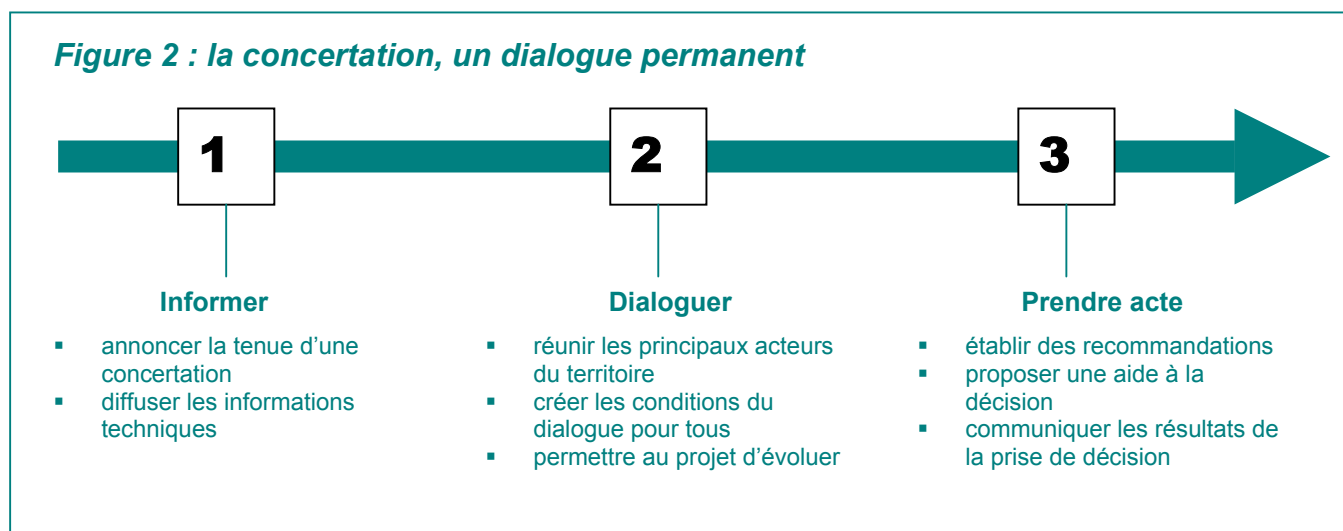 Figure 2 : la concertation, un dialogue permanent
1
2
3
Informer
▪ annoncer la tenue d’une
concertation
▪ diffuser les informations
techniques
Dialoguer
▪ réunir les principaux acteurs
du territoire
▪ créer les conditions du
dialogue pour tous
▪ permettre au projet d’évoluer
Prendre acte
▪ établir des recommandations
▪ proposer une aide à la
décision
▪ communiquer les résultats de
la prise de décision